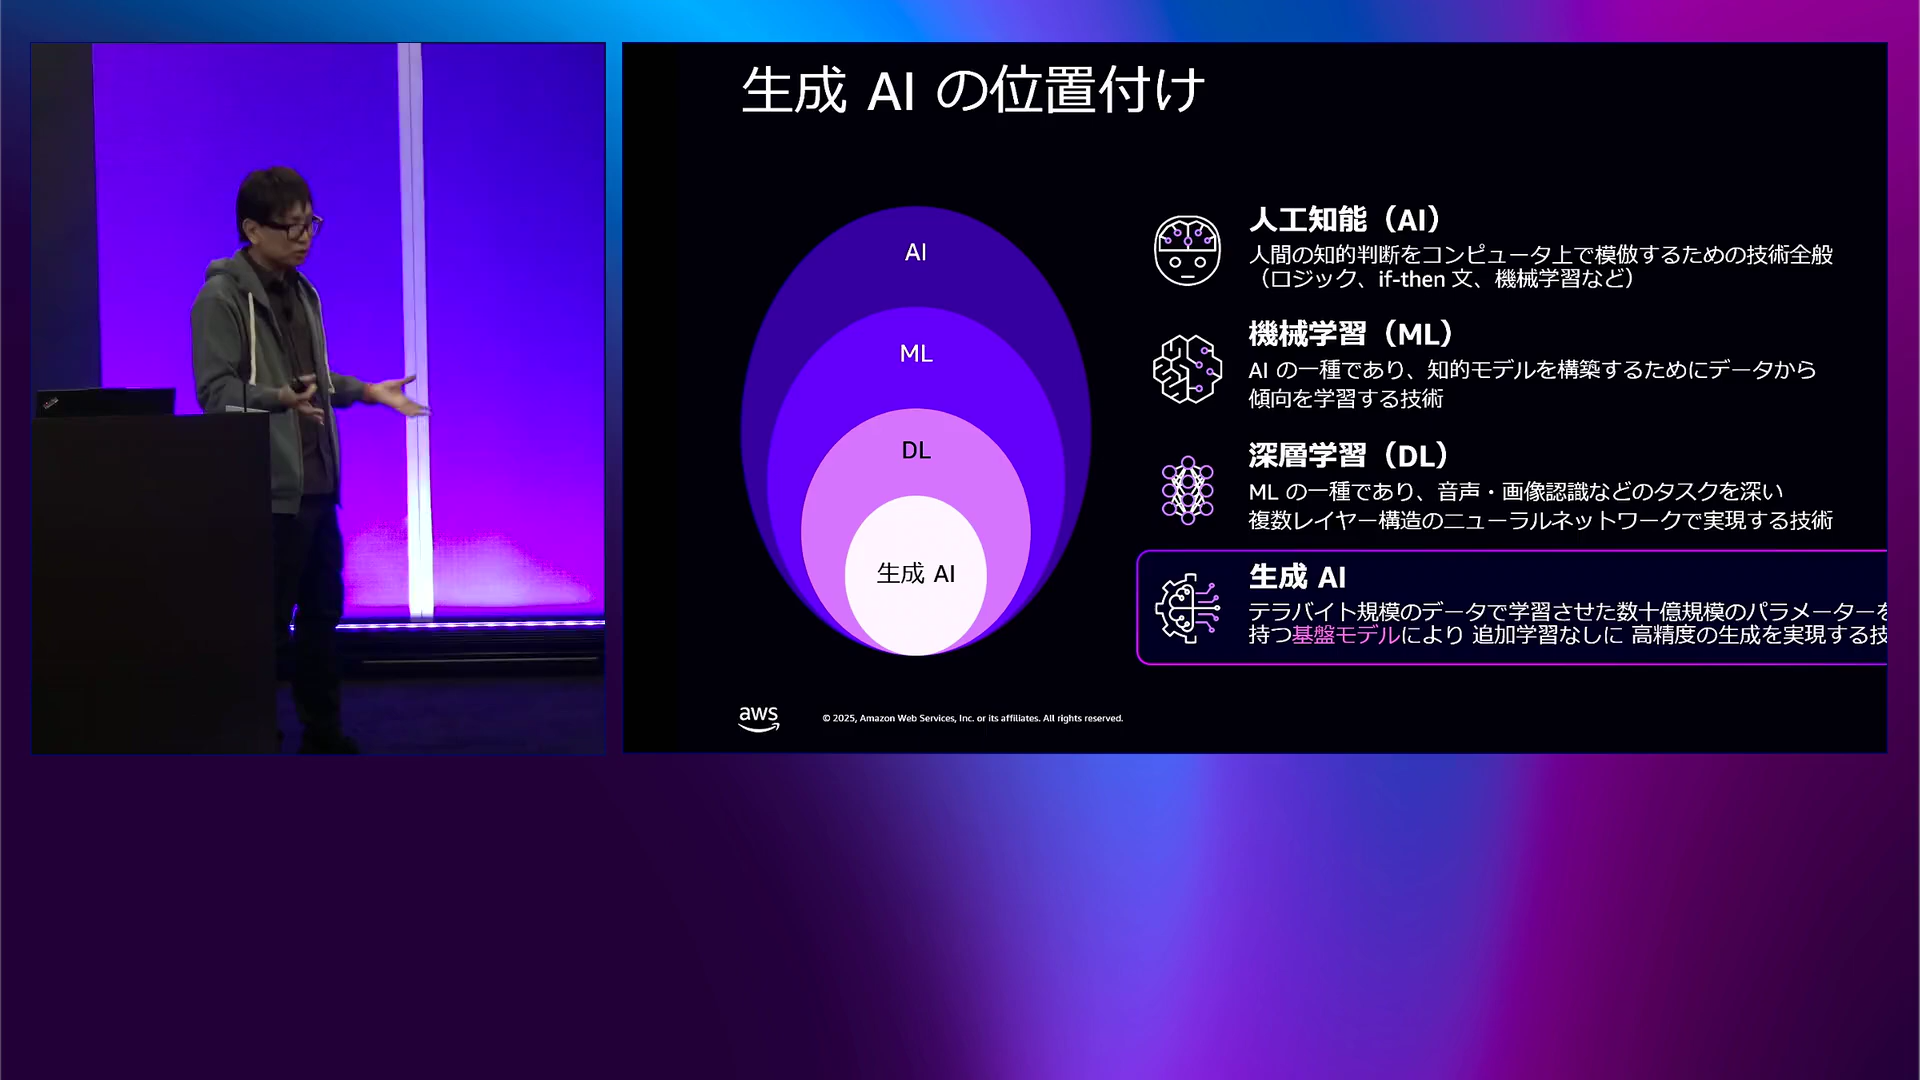 生成 AI の位置付け
AI
ML
DL
生成 AI
人工知能（AI）
人間の知的判断をコンピュータ上で模倣するための技術全般
（ロジック、if-then 文、機械学習など）
機械学習（ML）
AI の一種であり、知的モデルを構築するためにデータから
傾向を学習する技術
深層学習（DL）
ML の一種であり、音声・画像認識などのタスクを深い
複数レイヤー構造のニューラルネットワークで実現する技術
生成 AI
テラバイト規模のデータで学習させた数十億規模のパラメーターを
持つ基盤モデルにより 追加学習なしに 高精度の生成を実現する技
aws
© 2025, Amazon Web Services, Inc. or its affiliates. All rights reserved.